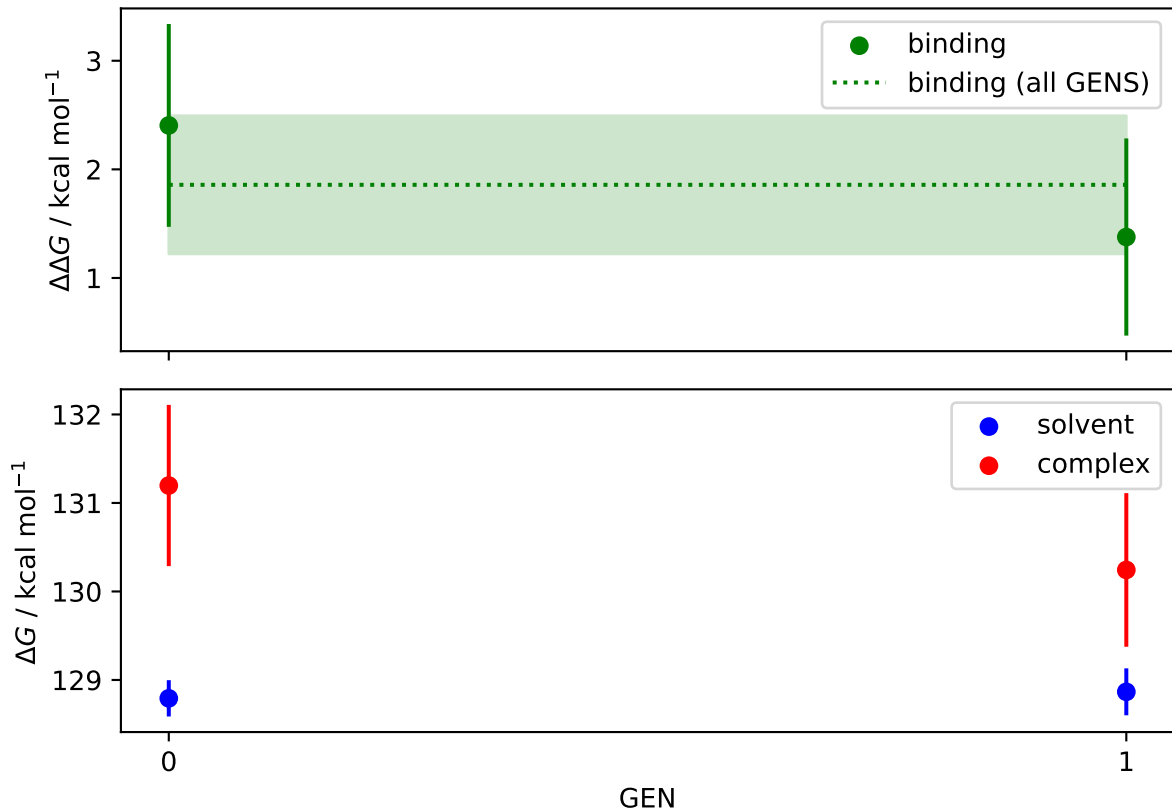 3
2
1
ΔΔG / kcal mol⁻¹
binding
binding (all GENS)
132
131
130
129
ΔG / kcal mol⁻¹
solvent
complex
0
1
GEN